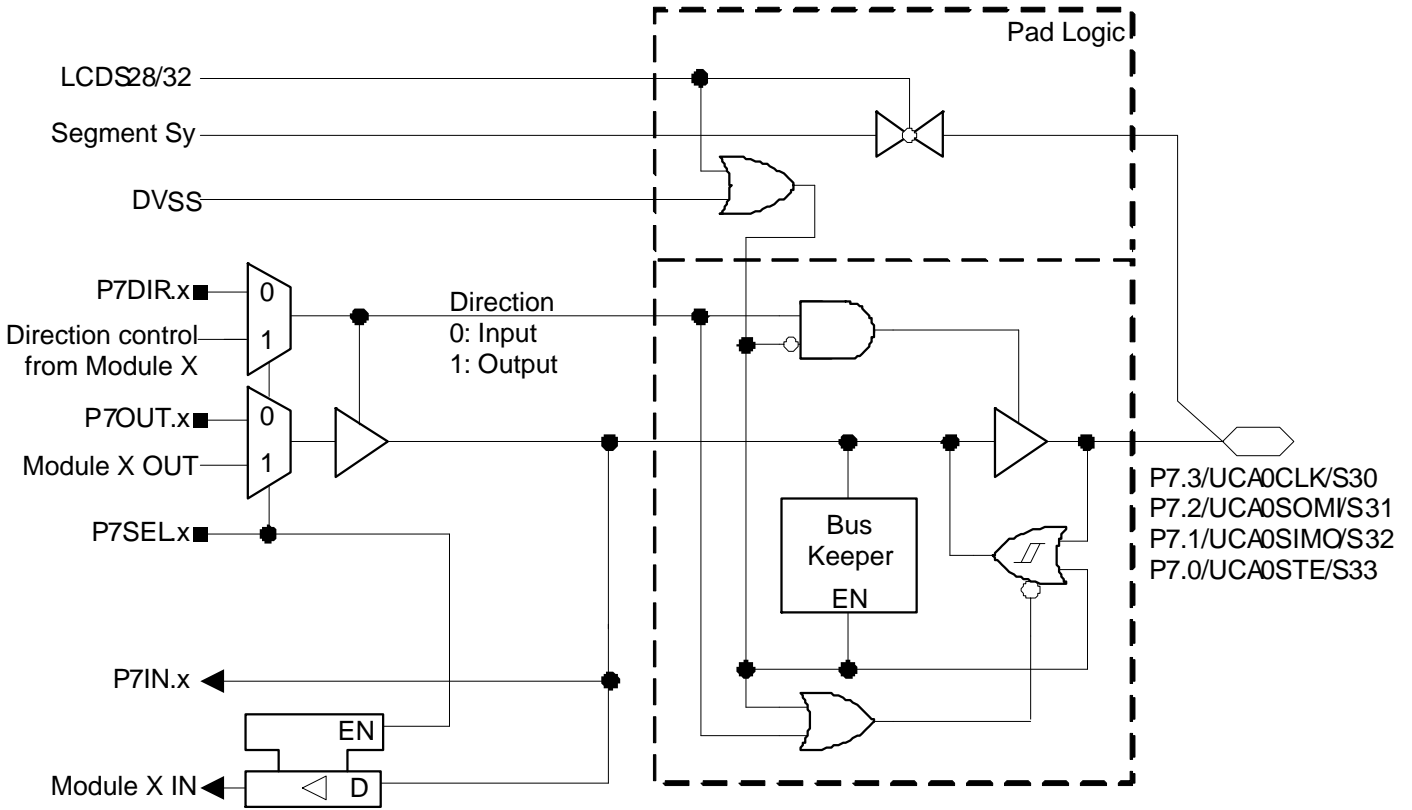 Pad Logic
LCDS28/32
Segment Sy
DVSS
P7DIR.x
0
Direction control
from Module X
1
Direction
0: Input
1: Output
P7OUT.x
0
Module X OUT
1
P7SEL.x
P7.3/UCA0CLK/S30
P7.2/UCA0SOMI/S31
P7.1/UCA0SIMO/S32
P7.0/UCA0STE/S33
Bus
Keeper
EN
P7IN.x
EN
Module X IN
D